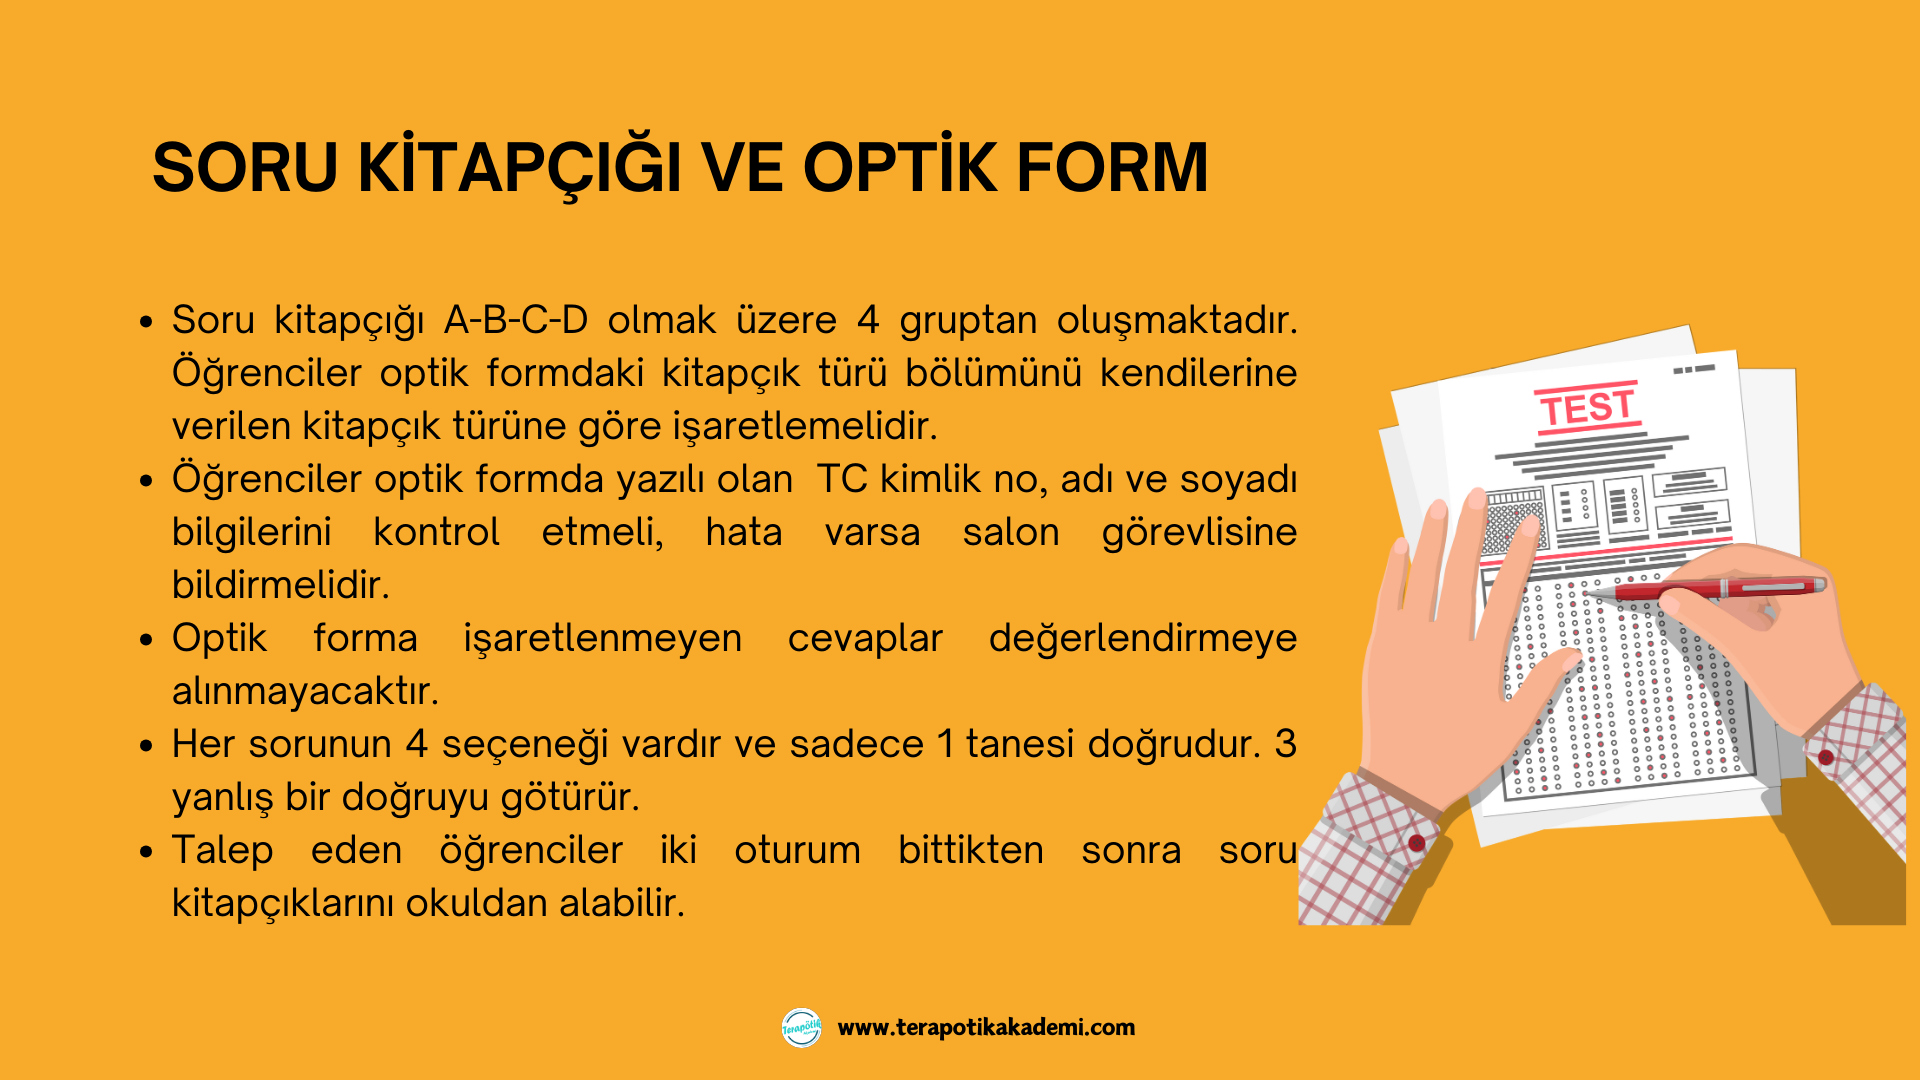 SORU KİTAPÇIĞI VE OPTİK FORM
• Soru kitapçığı A-B-C-D olmak üzere 4 gruptan oluşmaktadır.
Öğrenciler optik formdaki kitapçık türü bölümünü kendilerine
verilen kitapçık türüne göre işaretlemelidir.
• Öğrenciler optik formda yazılı olan TC kimlik no, adı ve soyadı
bilgilerini kontrol etmeli, hata varsa salon görevlisine
bildirmelidir.
• Optik forma işaretlenmeyen cevaplar değerlendirmeye
alınmayacaktır.
• Her sorunun 4 seçeneği vardır ve sadece 1 tanesi doğrudur. 3
yanlış bir doğruyu götürür.
• Talep eden öğrenciler iki oturum bittikten sonra soru
kitapçıklarını okuldan alabilir.
TEST
Terapötik
www.terapotikakademi.com